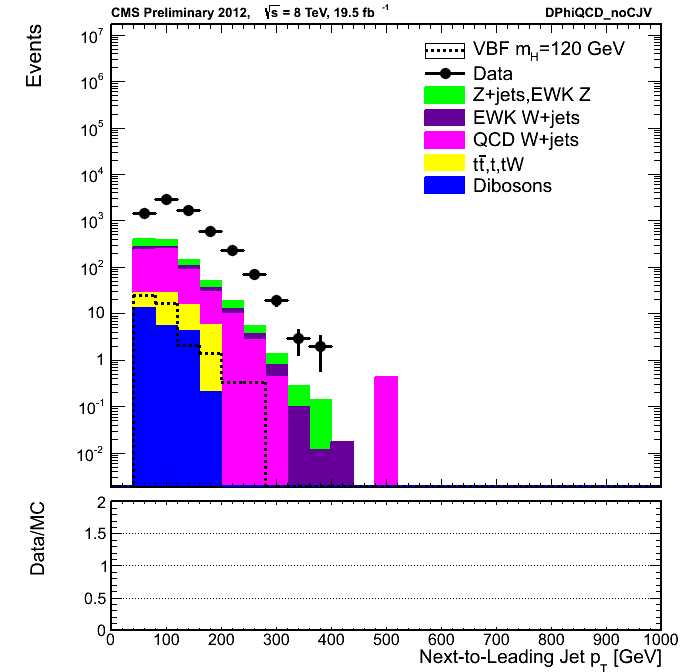 CMS Preliminary 2012, √s = 8 TeV, 19.5 fb⁻¹ DPhiQCD_noCJV
Events
10⁷
10⁶
10⁵
10⁴
10³
10²
10
1
10⁻¹
10⁻²
VBF m_H=120 GeV
Data
Z+jets,EWK Z
EWK W+jets
QCD W+jets
tt̄,t,tW
Dibosons
Data/MC
2
1.5
1
0.5
0
0 100 200 300 400 500 600 700 800 900 1000
Next-to-Leading Jet p_T [GeV]